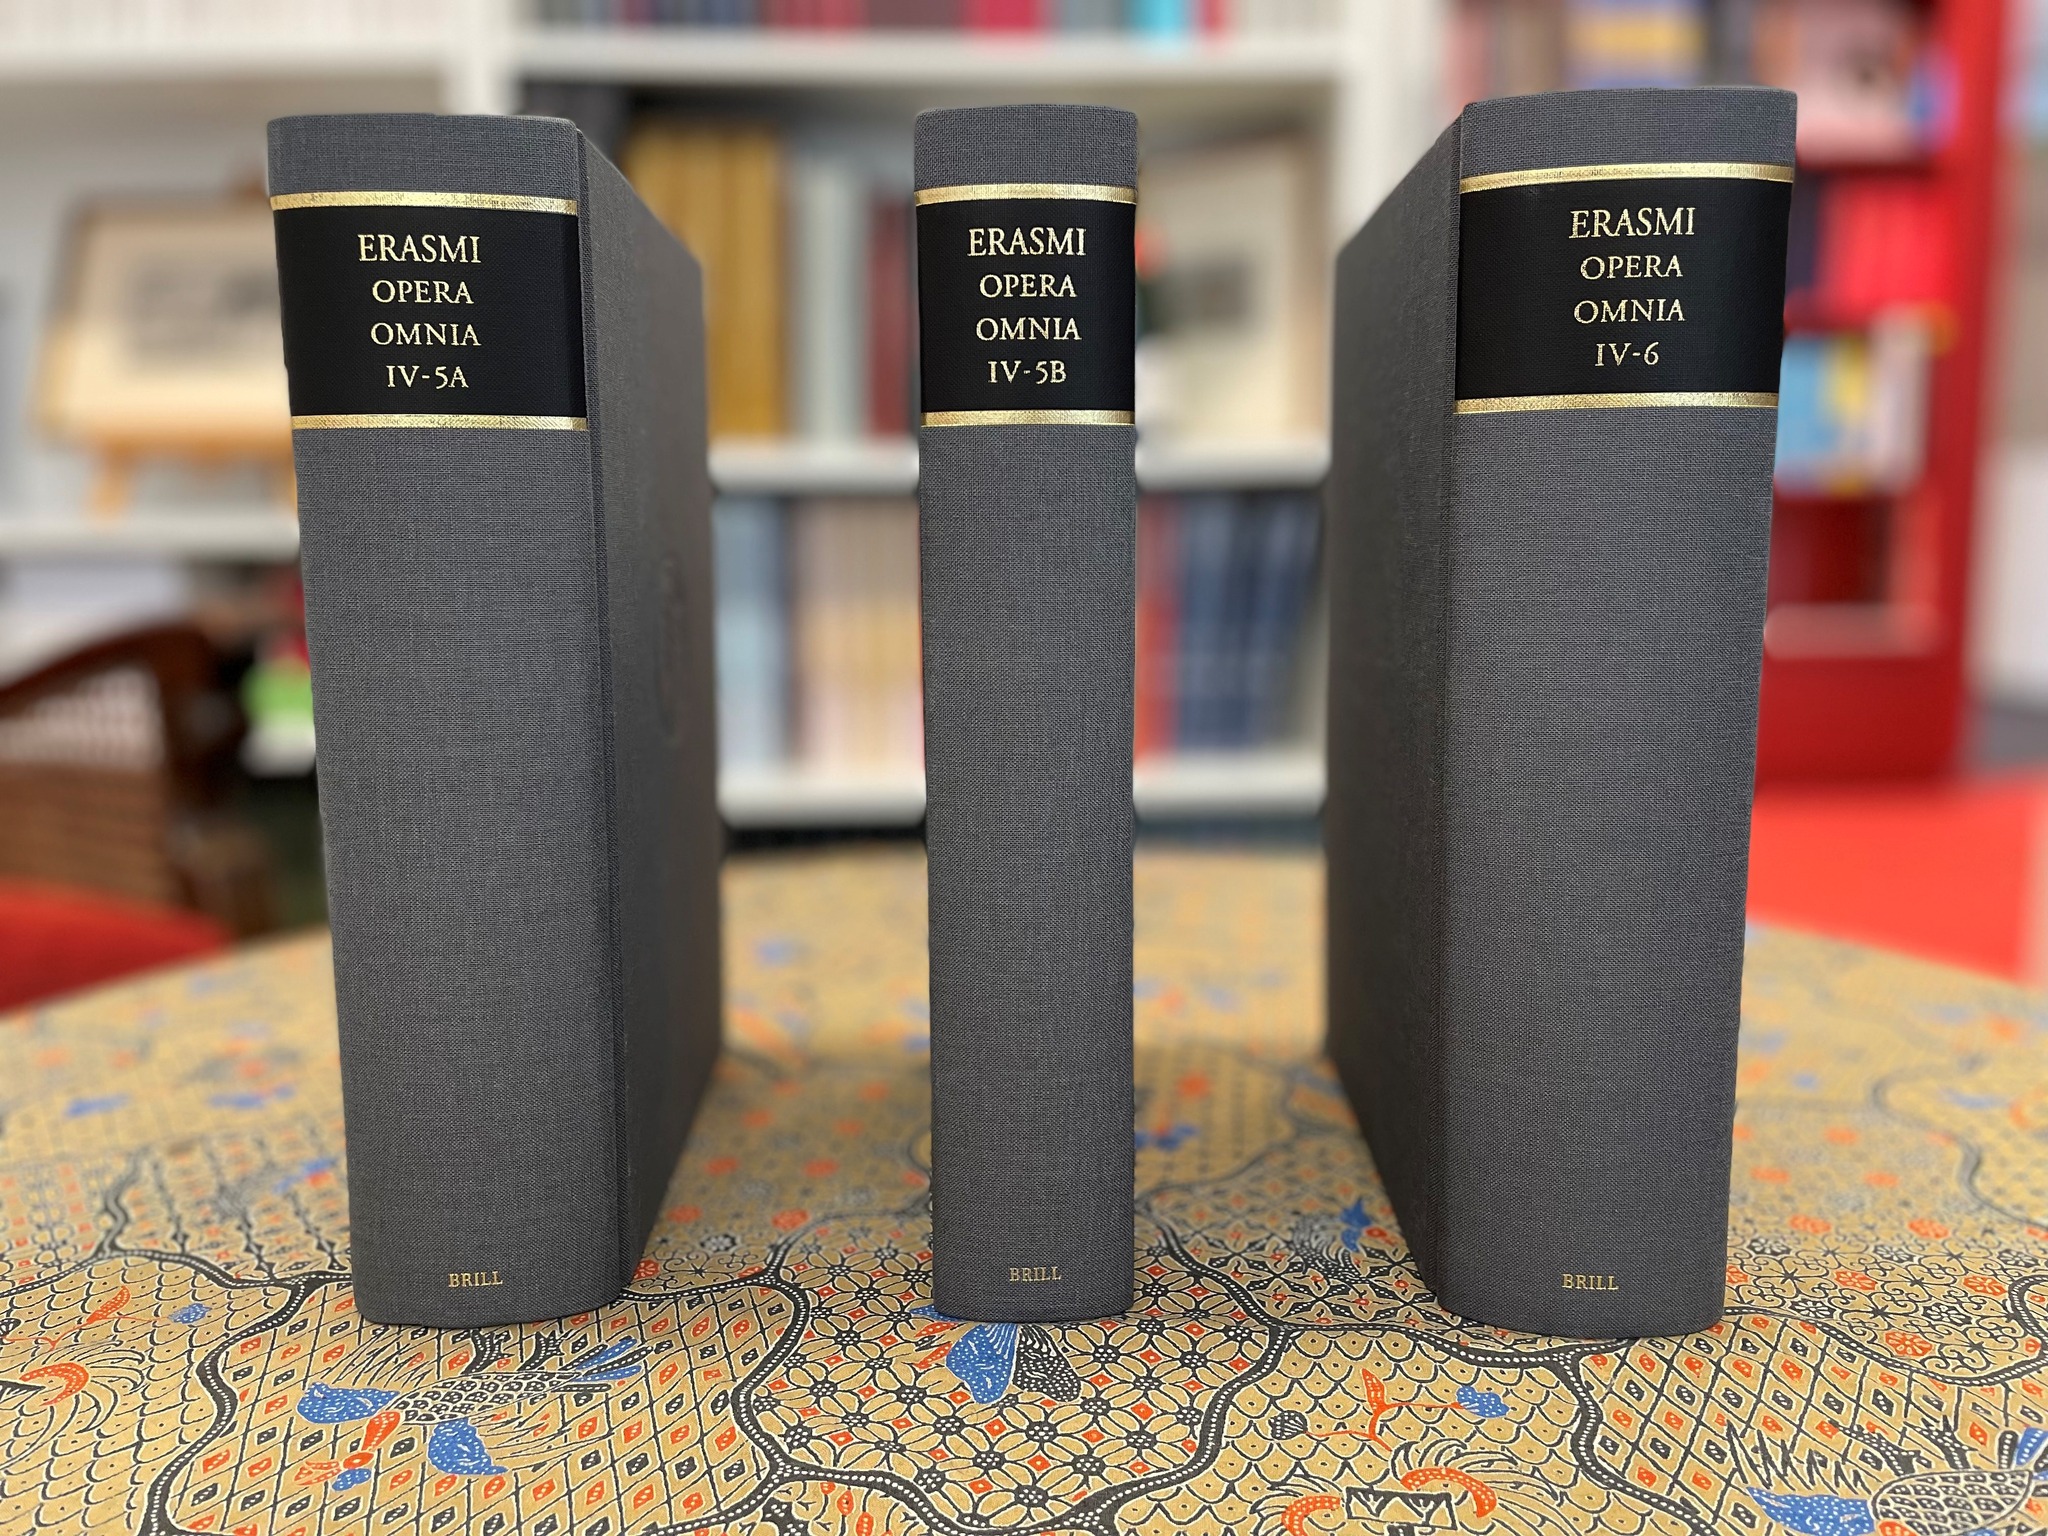 ERASMI
OPERA
OMNIA
IV-5A
BRILL
ERASMI
OPERA
OMNIA
IV-5B
BRILL
ERASMI
OPERA
OMNIA
IV-6
BRILL